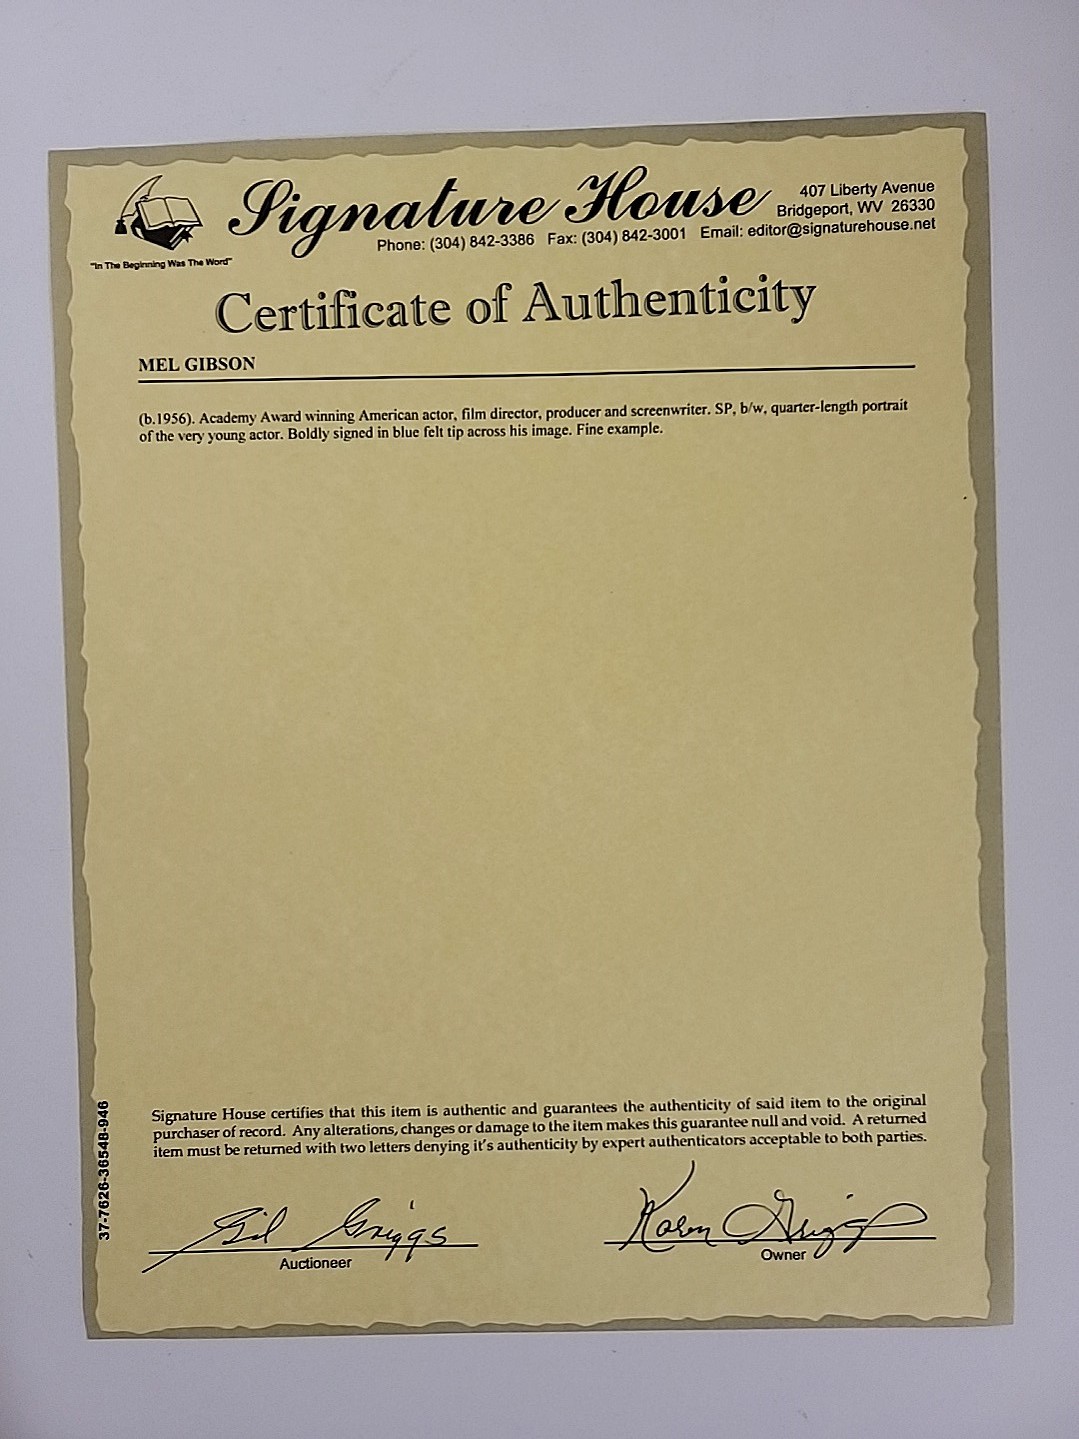 Signature House
407 Liberty Avenue
Bridgeport, WV 26330
Phone: (304) 842-3386 Fax: (304) 842-3001 Email: editor@signaturehouse.net
"In The Beginning Was The Word"
Certificate of Authenticity
MEL GIBSON
(b.1956). Academy Award winning American actor, film director, producer and screenwriter. SP, b/w, quarter-length portrait
of the very young actor. Boldly signed in blue felt tip across his image. Fine example.
Signature House certifies that this item is authentic and guarantees the authenticity of said item to the original
purchaser of record. Any alterations, changes or damage to the item makes this guarantee null and void. A returned
item must be returned with two letters denying it's authenticity by expert authenticators acceptable to both parties.
37-7626-36548-946
Gil Griggs
Auctioneer
Karen Griggs
Owner